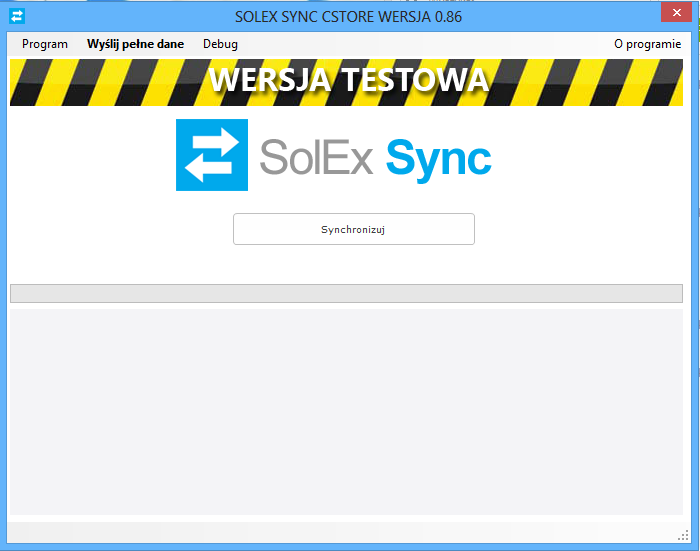 SOLEX SYNC CSTORE WERSJA 0.86
Program Wyślij pełne dane Debug O programie
WERSJA TESTOWA
SolEx Sync
Synchronizuj